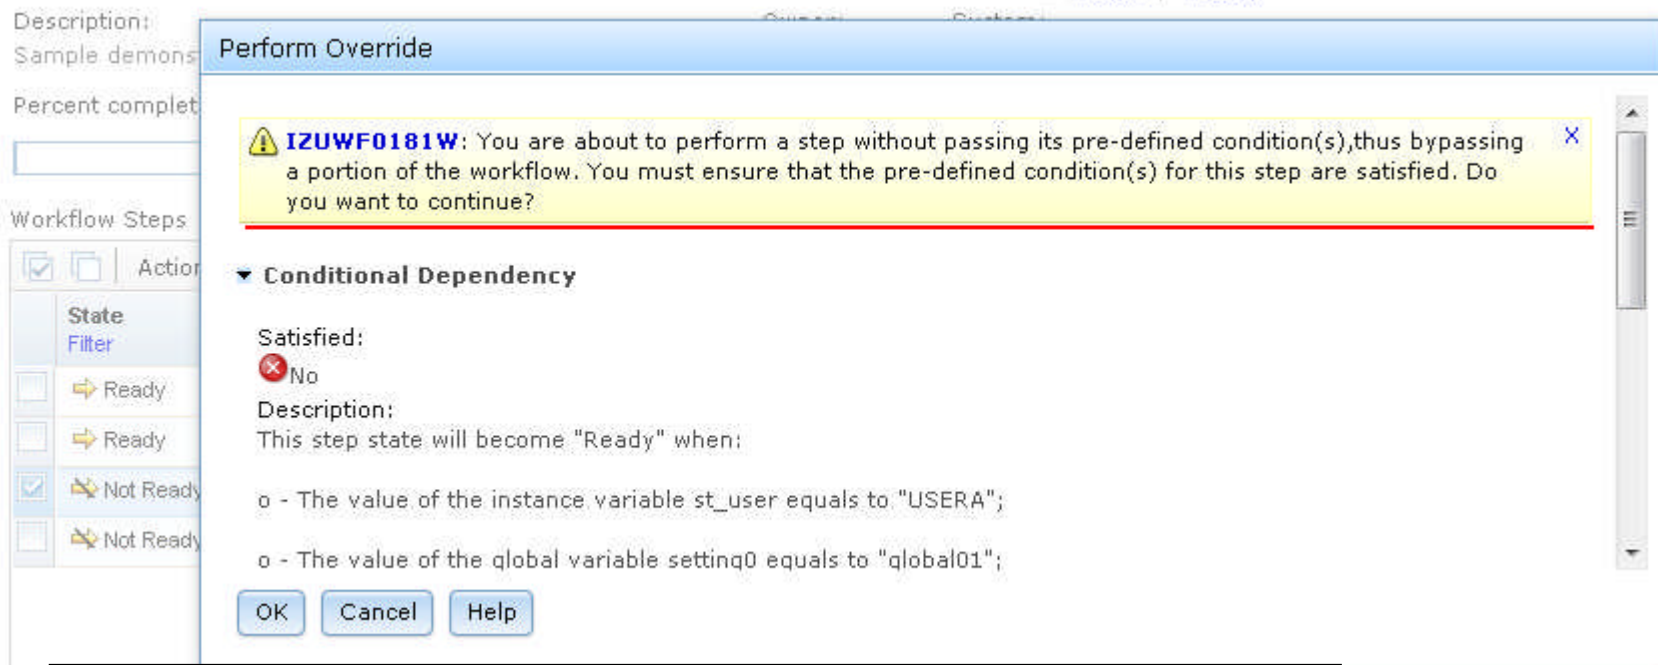 Description:
Sample demons
Percent complet
Workflow Steps
Action
State
Filter
Ready
Ready
Not Ready
Not Ready
Perform Override
IZUWF0181W: You are about to perform a step without passing its pre-defined condition(s),thus bypassing
a portion of the workflow. You must ensure that the pre-defined condition(s) for this step are satisfied. Do
you want to continue?
X
Conditional Dependency
Satisfied:
No
Description:
This step state will become "Ready" when:
o - The value of the instance variable st_user equals to "USERA";
o - The value of the global variable setting0 equals to "global01";
OK Cancel Help